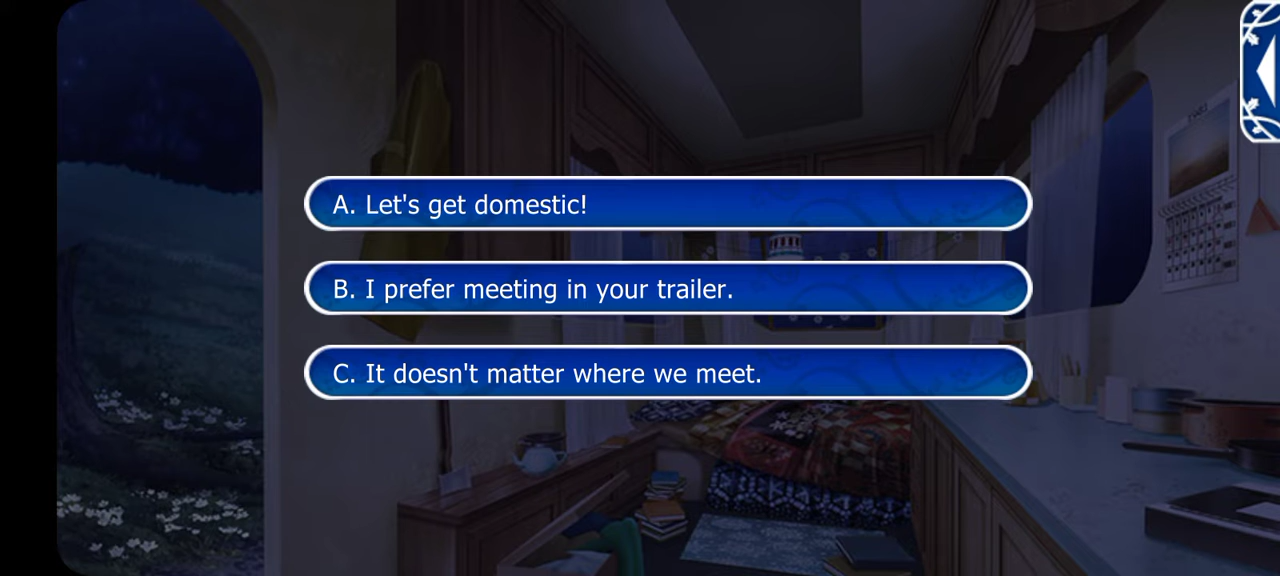 A. Let's get domestic!
B. I prefer meeting in your trailer.
C. It doesn't matter where we meet.